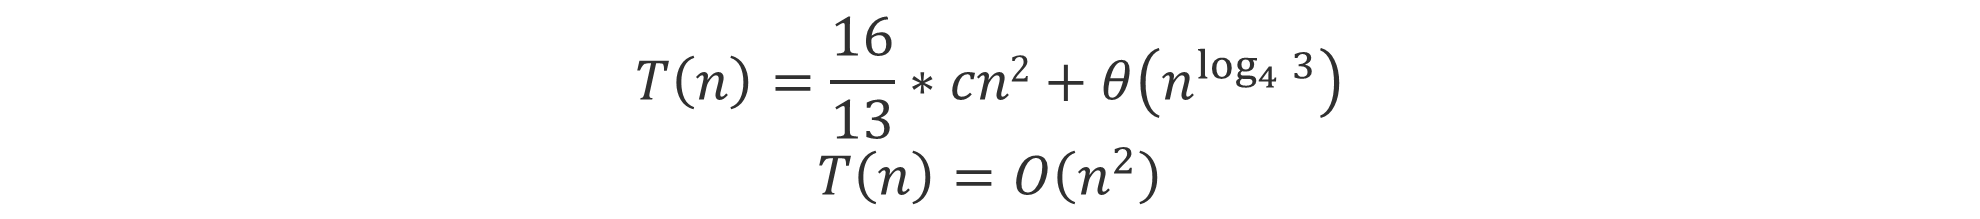 T(n) = 16/13 * cn² + θ(n^(log₄ 3))
T(n) = O(n²)